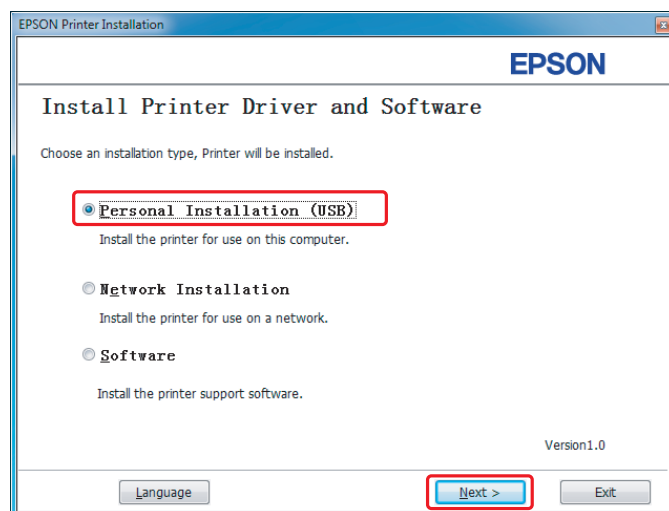 EPSON Printer Installation
EPSON
Install Printer Driver and Software
Choose an installation type, Printer will be installed.
Personal Installation (USB)
Install the printer for use on this computer.
Network Installation
Install the printer for use on a network.
Software
Install the printer support software.
Version1.0
Language Next > Exit